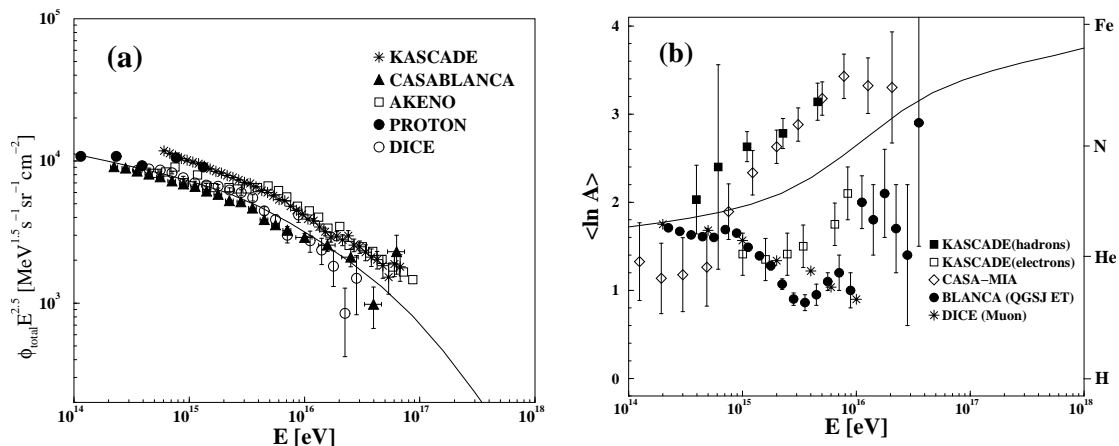 10^5
10^4
10^3
(a)
KASCADE
CASABLANCA
AKENO
PROTON
DICE
ϕ_total E^2.5 [MeV^1.5 s^−1 sr^−1 cm^−2]
10^14 10^15 10^16 10^17 10^18
E [eV]
4
3
2
1
0
(b)
<ln A>
Fe
N
He
H
KASCADE(hadrons)
KASCADE(electrons)
CASA−MIA
BLANCA (QGSJ ET)
DICE (Muon)
10^14 10^15 10^16 10^17 10^18
E [eV]